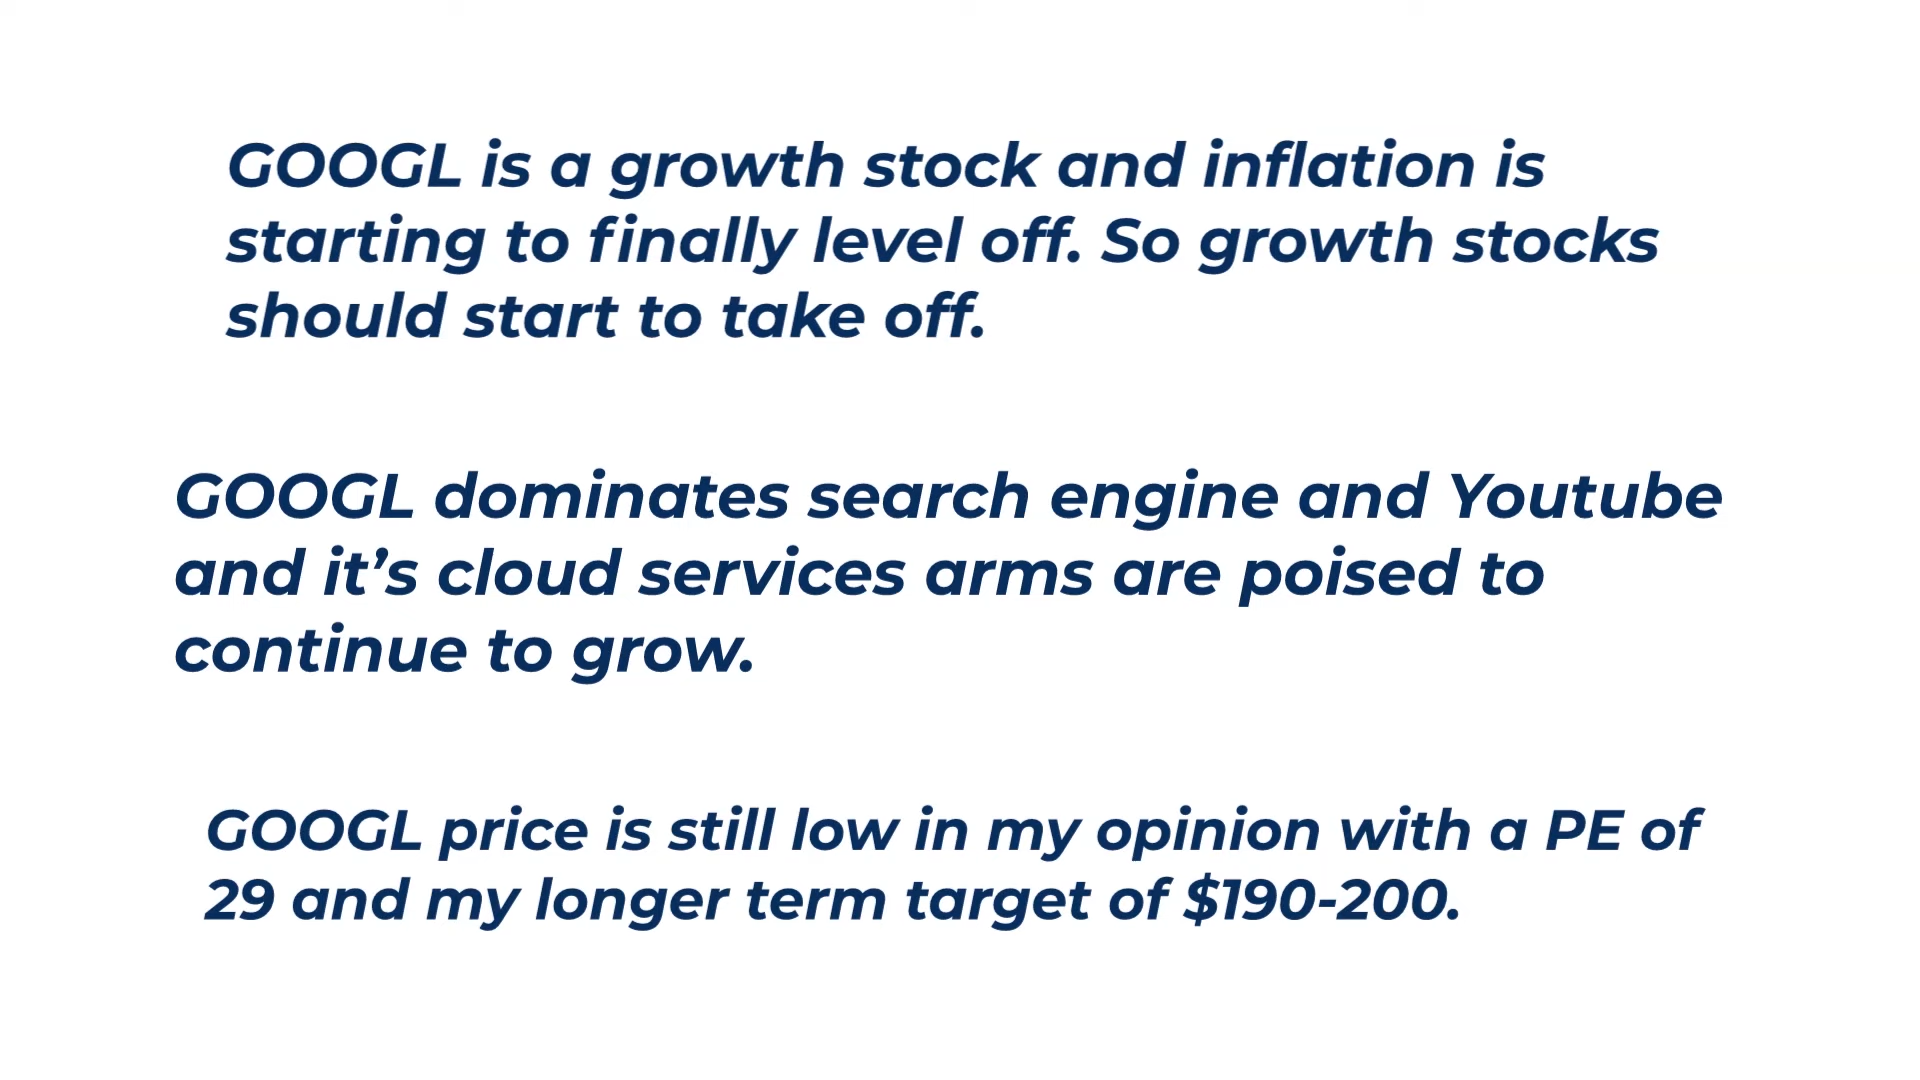 GOOGL is a growth stock and inflation is
starting to finally level off. So growth stocks
should start to take off.
GOOGL dominates search engine and Youtube
and it’s cloud services arms are poised to
continue to grow.
GOOGL price is still low in my opinion with a PE of
29 and my longer term target of $190-200.